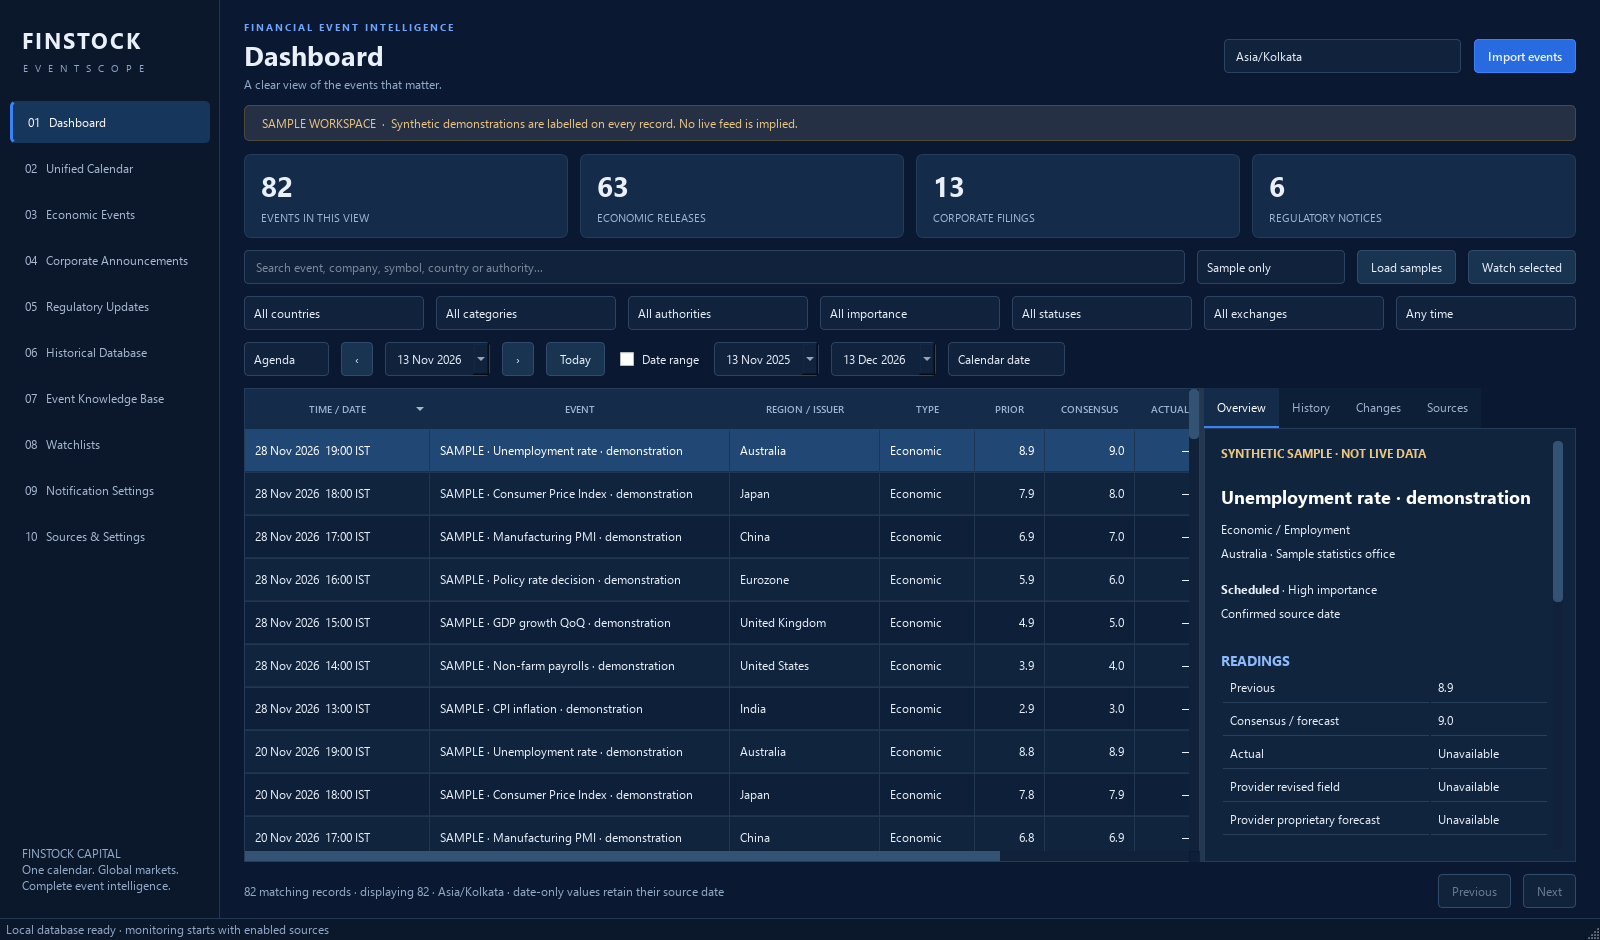 FINSTOCK
EVENTSCOPE
01 Dashboard
02 Unified Calendar
03 Economic Events
04 Corporate Announcements
05 Regulatory Updates
06 Historical Database
07 Event Knowledge Base
08 Watchlists
09 Notification Settings
10 Sources & Settings
FINSTOCK CAPITAL
One calendar. Global markets.
Complete event intelligence.
FINANCIAL EVENT INTELLIGENCE
Dashboard
A clear view of the events that matter.
Asia/Kolkata
Import events
SAMPLE WORKSPACE · Synthetic demonstrations are labelled on every record. No live feed is implied.
82
EVENTS IN THIS VIEW
63
ECONOMIC RELEASES
13
CORPORATE FILINGS
6
REGULATORY NOTICES
Search event, company, symbol, country or authority...
Sample only
Load samples
Watch selected
All countries
All categories
All authorities
All importance
All statuses
All exchanges
Any time
Agenda
‹
13 Nov 2026
›
Today
Date range
13 Nov 2025
13 Dec 2026
Calendar date
TIME / DATE EVENT REGION / ISSUER TYPE PRIOR CONSENSUS ACTUAL
28 Nov 2026 19:00 IST SAMPLE · Unemployment rate · demonstration Australia Economic 8.9 9.0 —
28 Nov 2026 18:00 IST SAMPLE · Consumer Price Index · demonstration Japan Economic 7.9 8.0 —
28 Nov 2026 17:00 IST SAMPLE · Manufacturing PMI · demonstration China Economic 6.9 7.0 —
28 Nov 2026 16:00 IST SAMPLE · Policy rate decision · demonstration Eurozone Economic 5.9 6.0 —
28 Nov 2026 15:00 IST SAMPLE · GDP growth QoQ · demonstration United Kingdom Economic 4.9 5.0 —
28 Nov 2026 14:00 IST SAMPLE · Non-farm payrolls · demonstration United States Economic 3.9 4.0 —
28 Nov 2026 13:00 IST SAMPLE · CPI inflation · demonstration India Economic 2.9 3.0 —
20 Nov 2026 19:00 IST SAMPLE · Unemployment rate · demonstration Australia Economic 8.8 8.9 —
20 Nov 2026 18:00 IST SAMPLE · Consumer Price Index · demonstration Japan Economic 7.8 7.9 —
20 Nov 2026 17:00 IST SAMPLE · Manufacturing PMI · demonstration China Economic 6.8 6.9 —
Overview History Changes Sources
SYNTHETIC SAMPLE · NOT LIVE DATA
Unemployment rate · demonstration
Economic / Employment
Australia · Sample statistics office
Scheduled · High importance
Confirmed source date
READINGS
Previous 8.9
Consensus / forecast 9.0
Actual Unavailable
Provider revised field Unavailable
Provider proprietary forecast Unavailable
82 matching records · displaying 82 · Asia/Kolkata · date-only values retain their source date
Previous
Next
Local database ready · monitoring starts with enabled sources